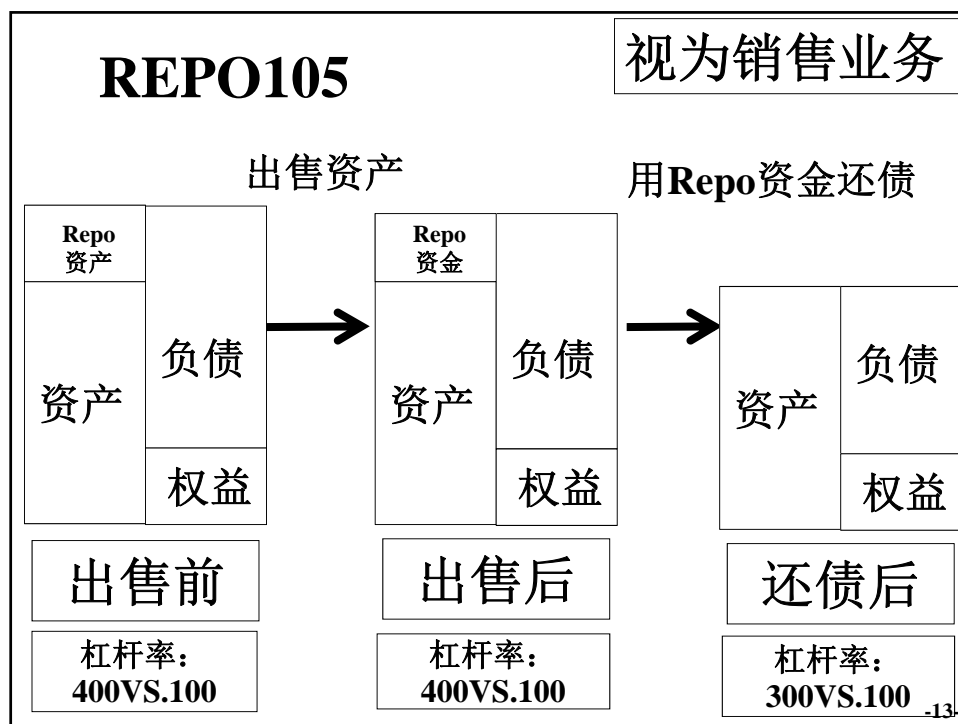 REPO105
视为销售业务
出售资产
用Repo资金还债
Repo
资产
资产
负债
权益
Repo
资金
资产
负债
权益
资产
负债
权益
出售前
出售后
还债后
杠杆率：
400VS.100
杠杆率：
400VS.100
杠杆率：
300VS.100
-13-